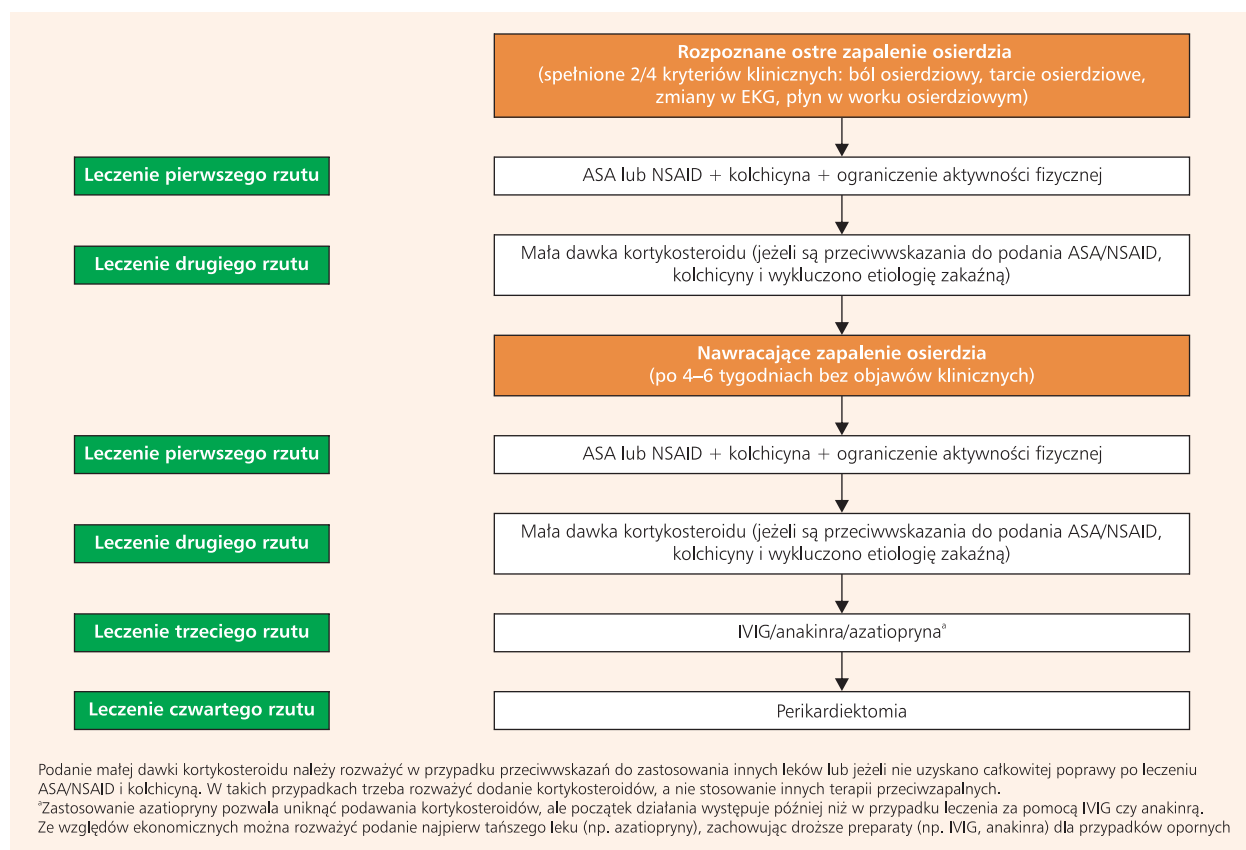 Rozpoznane ostre zapalenie osierdzia
(spełnione 2/4 kryteriów klinicznych: ból osierdziowy, tarcie osierdziowe,
zmiany w EKG, płyn w worku osierdziowym)
Leczenie pierwszego rzutu
ASA lub NSAID + kolchicyna + ograniczenie aktywności fizycznej
Leczenie drugiego rzutu
Mała dawka kortykosteroidu (jeżeli są przeciwwskazania do podania ASA/NSAID,
kolchicyny i wykluczono etiologię zakaźną)
Nawracające zapalenie osierdzia
(po 4–6 tygodniach bez objawów klinicznych)
Leczenie pierwszego rzutu
ASA lub NSAID + kolchicyna + ograniczenie aktywności fizycznej
Leczenie drugiego rzutu
Mała dawka kortykosteroidu (jeżeli są przeciwwskazania do podania ASA/NSAID,
kolchicyny i wykluczono etiologię zakaźną)
Leczenie trzeciego rzutu
IVIG/anakinra/azatioprynaᵃ
Leczenie czwartego rzutu
Perikardiektomia
Podanie małej dawki kortykosteroidu należy rozważyć w przypadku przeciwwskazań do zastosowania innych leków lub jeżeli nie uzyskano całkowitej poprawy po leczeniu
ASA/NSAID i kolchicyną. W takich przypadkach trzeba rozważyć dodanie kortykosteroidów, a nie stosowanie innych terapii przeciwzapalnych.
ᵃZastosowanie azatiopryny pozwala uniknąć podawania kortykosteroidów, ale początek działania występuje później niż w przypadku leczenia za pomocą IVIG czy anakinrą.
Ze względów ekonomicznych można rozważyć podanie najpierw tańszego leku (np. azatiopryny), zachowując droższe preparaty (np. IVIG, anakinra) dla przypadków opornych